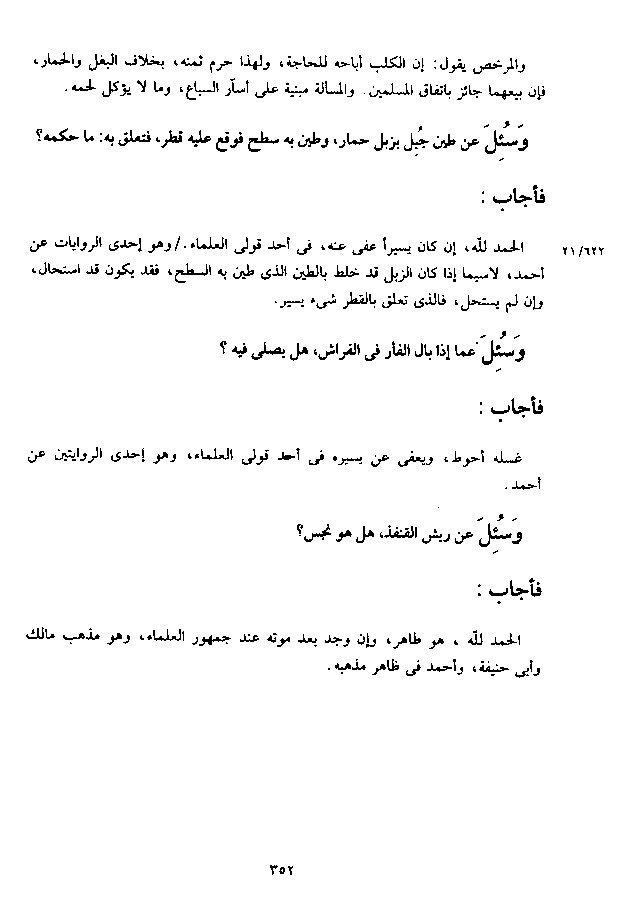 والمرخص يقول: إن الكلب أباحه للحاجة، ولهذا حرم ثمنه، بخلاف البغل والحمار،
فإن بيعهما جائز باتفاق المسلمين. والمسألة مبنية على أسآر السباع، وما لا يؤكل لحمه.
وَسُئِلَ عن طين جُبِل بزبل حمار، وطين به سطح فوقع عليه قطر، فتعلق به: ما حكمه؟
فأجاب :
٢١/٦٢٢
الحمد لله، إن كان يسيراً عفى عنه، فى أحد قولى العلماء. / وهو إحدى الروايات عن
أحمد، لاسيما إذا كان الزبل قد خلط بالطين الذى طين به السطح، فقد يكون قد استحال،
وإن لم يستحل، فالذى تعلق بالقطر شىء يسير.
وَسُئِلَ عما إذا بال الفأر فى الفراش، هل يصلى فيه ؟
فأجاب :
غسله أحوط، ويعفى عن يسيره فى أحد قولى العلماء، وهو إحدى الروايتين عن
أحمد.
وَسُئِلَ عن ريش القنفذ، هل هو نجس؟
فأجاب :
الحمد لله ، هو طاهر، وإن وجد بعد موته عند جمهور العلماء، وهو مذهب مالك
وأبى حنيفة، وأحمد فى ظاهر مذهبه.
٣٥٢